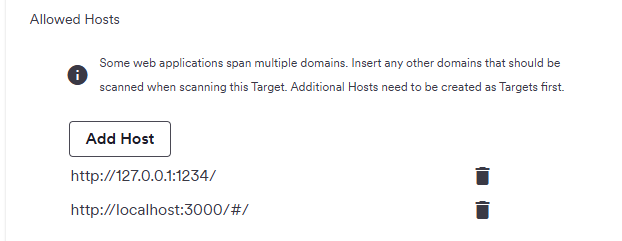 Allowed Hosts
Some web applications span multiple domains. Insert any other domains that should be
scanned when scanning this Target. Additional Hosts need to be created as Targets first.
Add Host
http://127.0.0.1:1234/
http://localhost:3000/#/